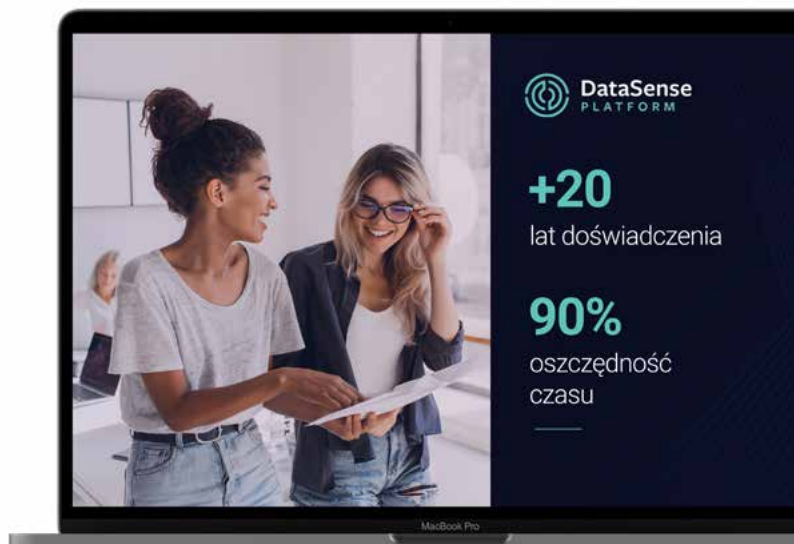 DataSense
PLATFORM
+20
lat doświadczenia
90%
oszczędność
czasu
MacBook Pro